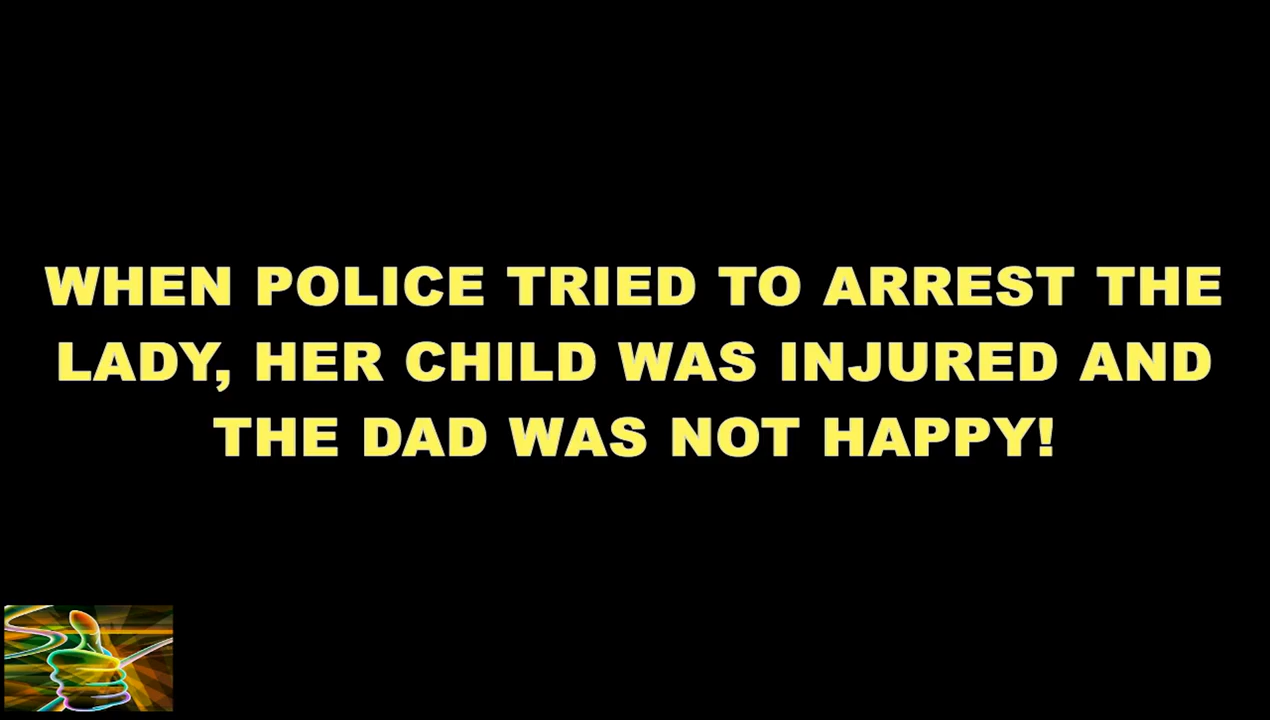 WHEN POLICE TRIED TO ARREST THE
LADY, HER CHILD WAS INJURED AND
THE DAD WAS NOT HAPPY!